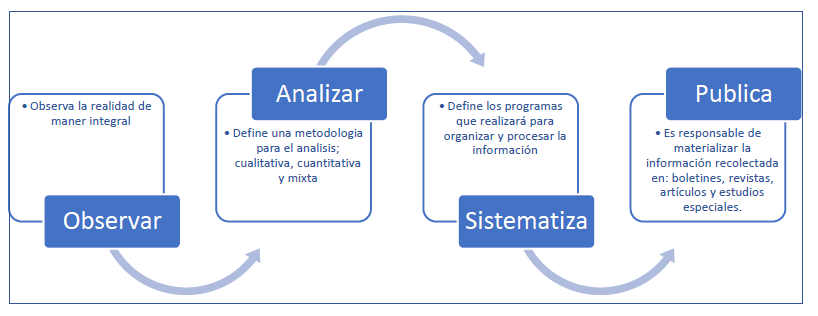 • Observa la realidad de
maner integral
Observar
Analizar
• Define una metodologia
para el analisis;
cualitativa, cuantitativa
y mixta
• Define los programas
que realizará para
organizar y procesar la
información
Sistematiza
Publica
• Es responsable de
materializar la
información recolectada
en: boletines, revistas,
artículos y estudios
especiales.